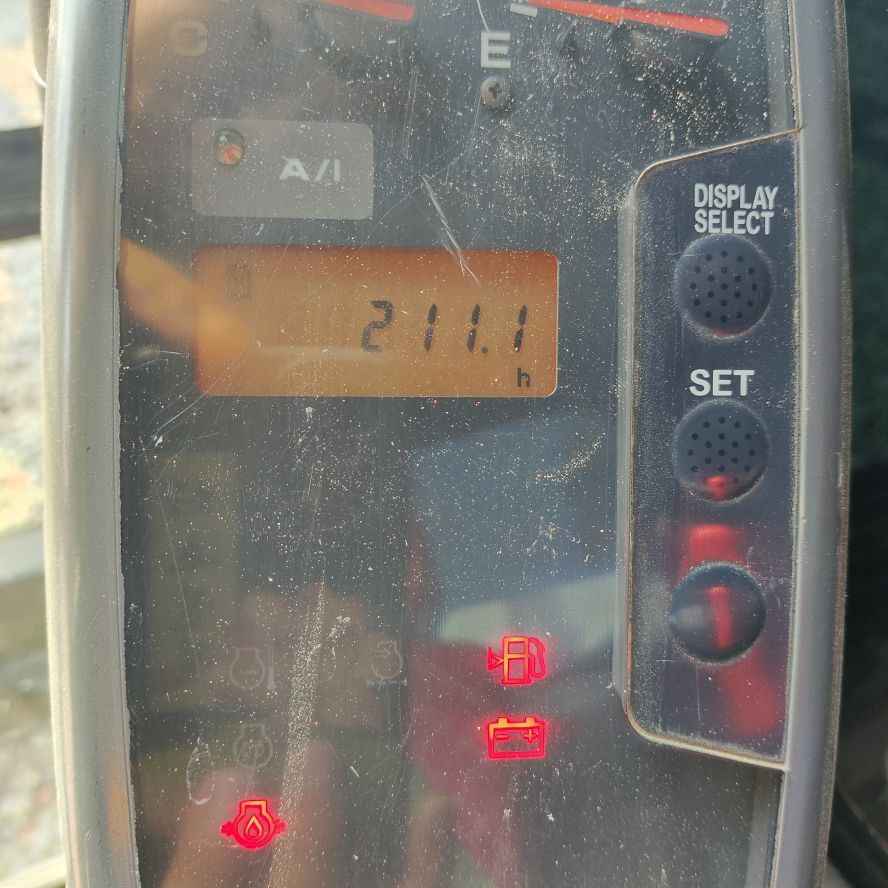 C
E
A/I
DISPLAY
SELECT
211.1
h
SET